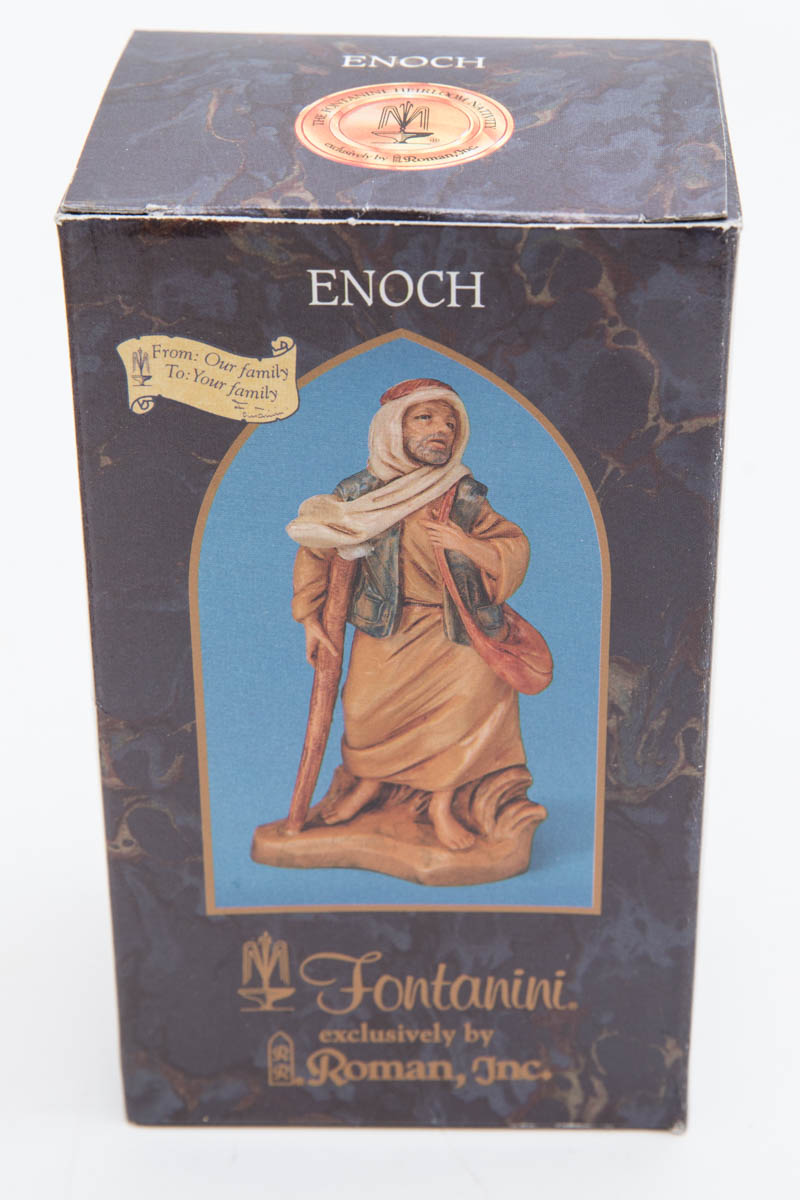 ENOCH
THE FONTANINI HEIRLOOM NATIVITY
®
exclusively by Roman, Inc.
ENOCH
From: Our family
To: Your family
Fontanini®
exclusively by
®Roman, Inc.®